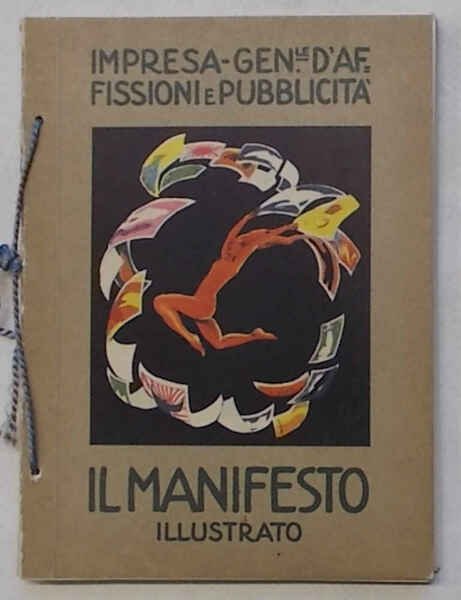 IMPRESA-GEN.LE D'AF=
FISSIONI E PUBBLICITÀ
IL MANIFESTO
ILLUSTRATO